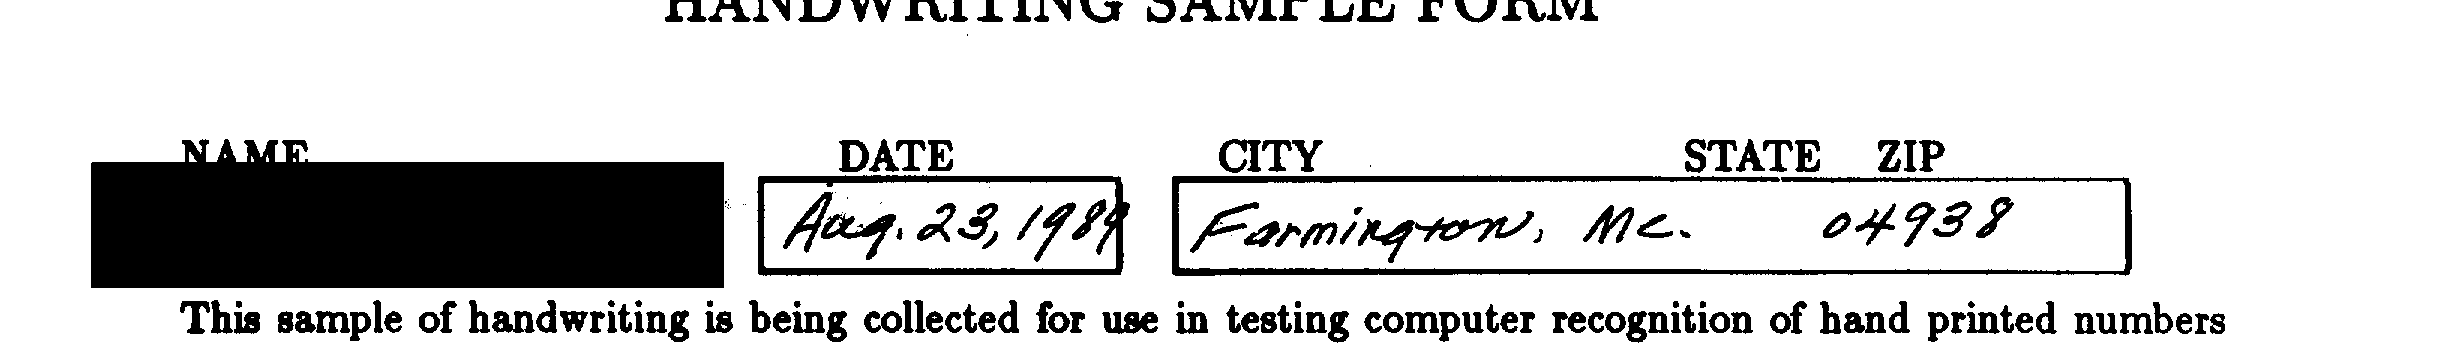 HANDWRITING SAMPLE FORM
NAME DATE CITY STATE ZIP
Aug. 23, 1989 Farmington, Me. 04938
This sample of handwriting is being collected for use in testing computer recognition of hand printed numbers